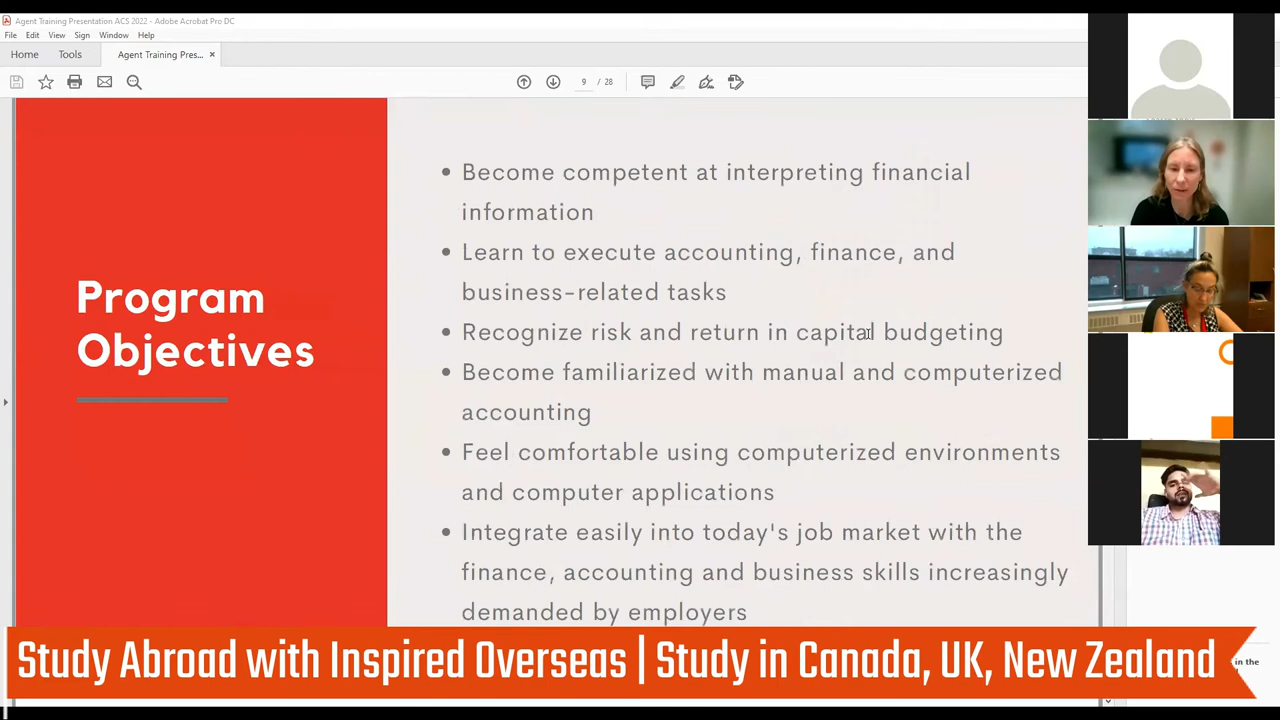 Agent Training Presentation ACS 2022 - Adobe Acrobat Pro DC
File Edit View Sign Window Help
Home Tools Agent Training Pres... ×
9 / 28
Program
Objectives
• Become competent at interpreting financial
information
• Learn to execute accounting, finance, and
business-related tasks
• Recognize risk and return in capital budgeting
• Become familiarized with manual and computerized
accounting
• Feel comfortable using computerized environments
and computer applications
• Integrate easily into today's job market with the
finance, accounting and business skills increasingly
demanded by employers
Study Abroad with Inspired Overseas | Study in Canada, UK, New Zealand
in the